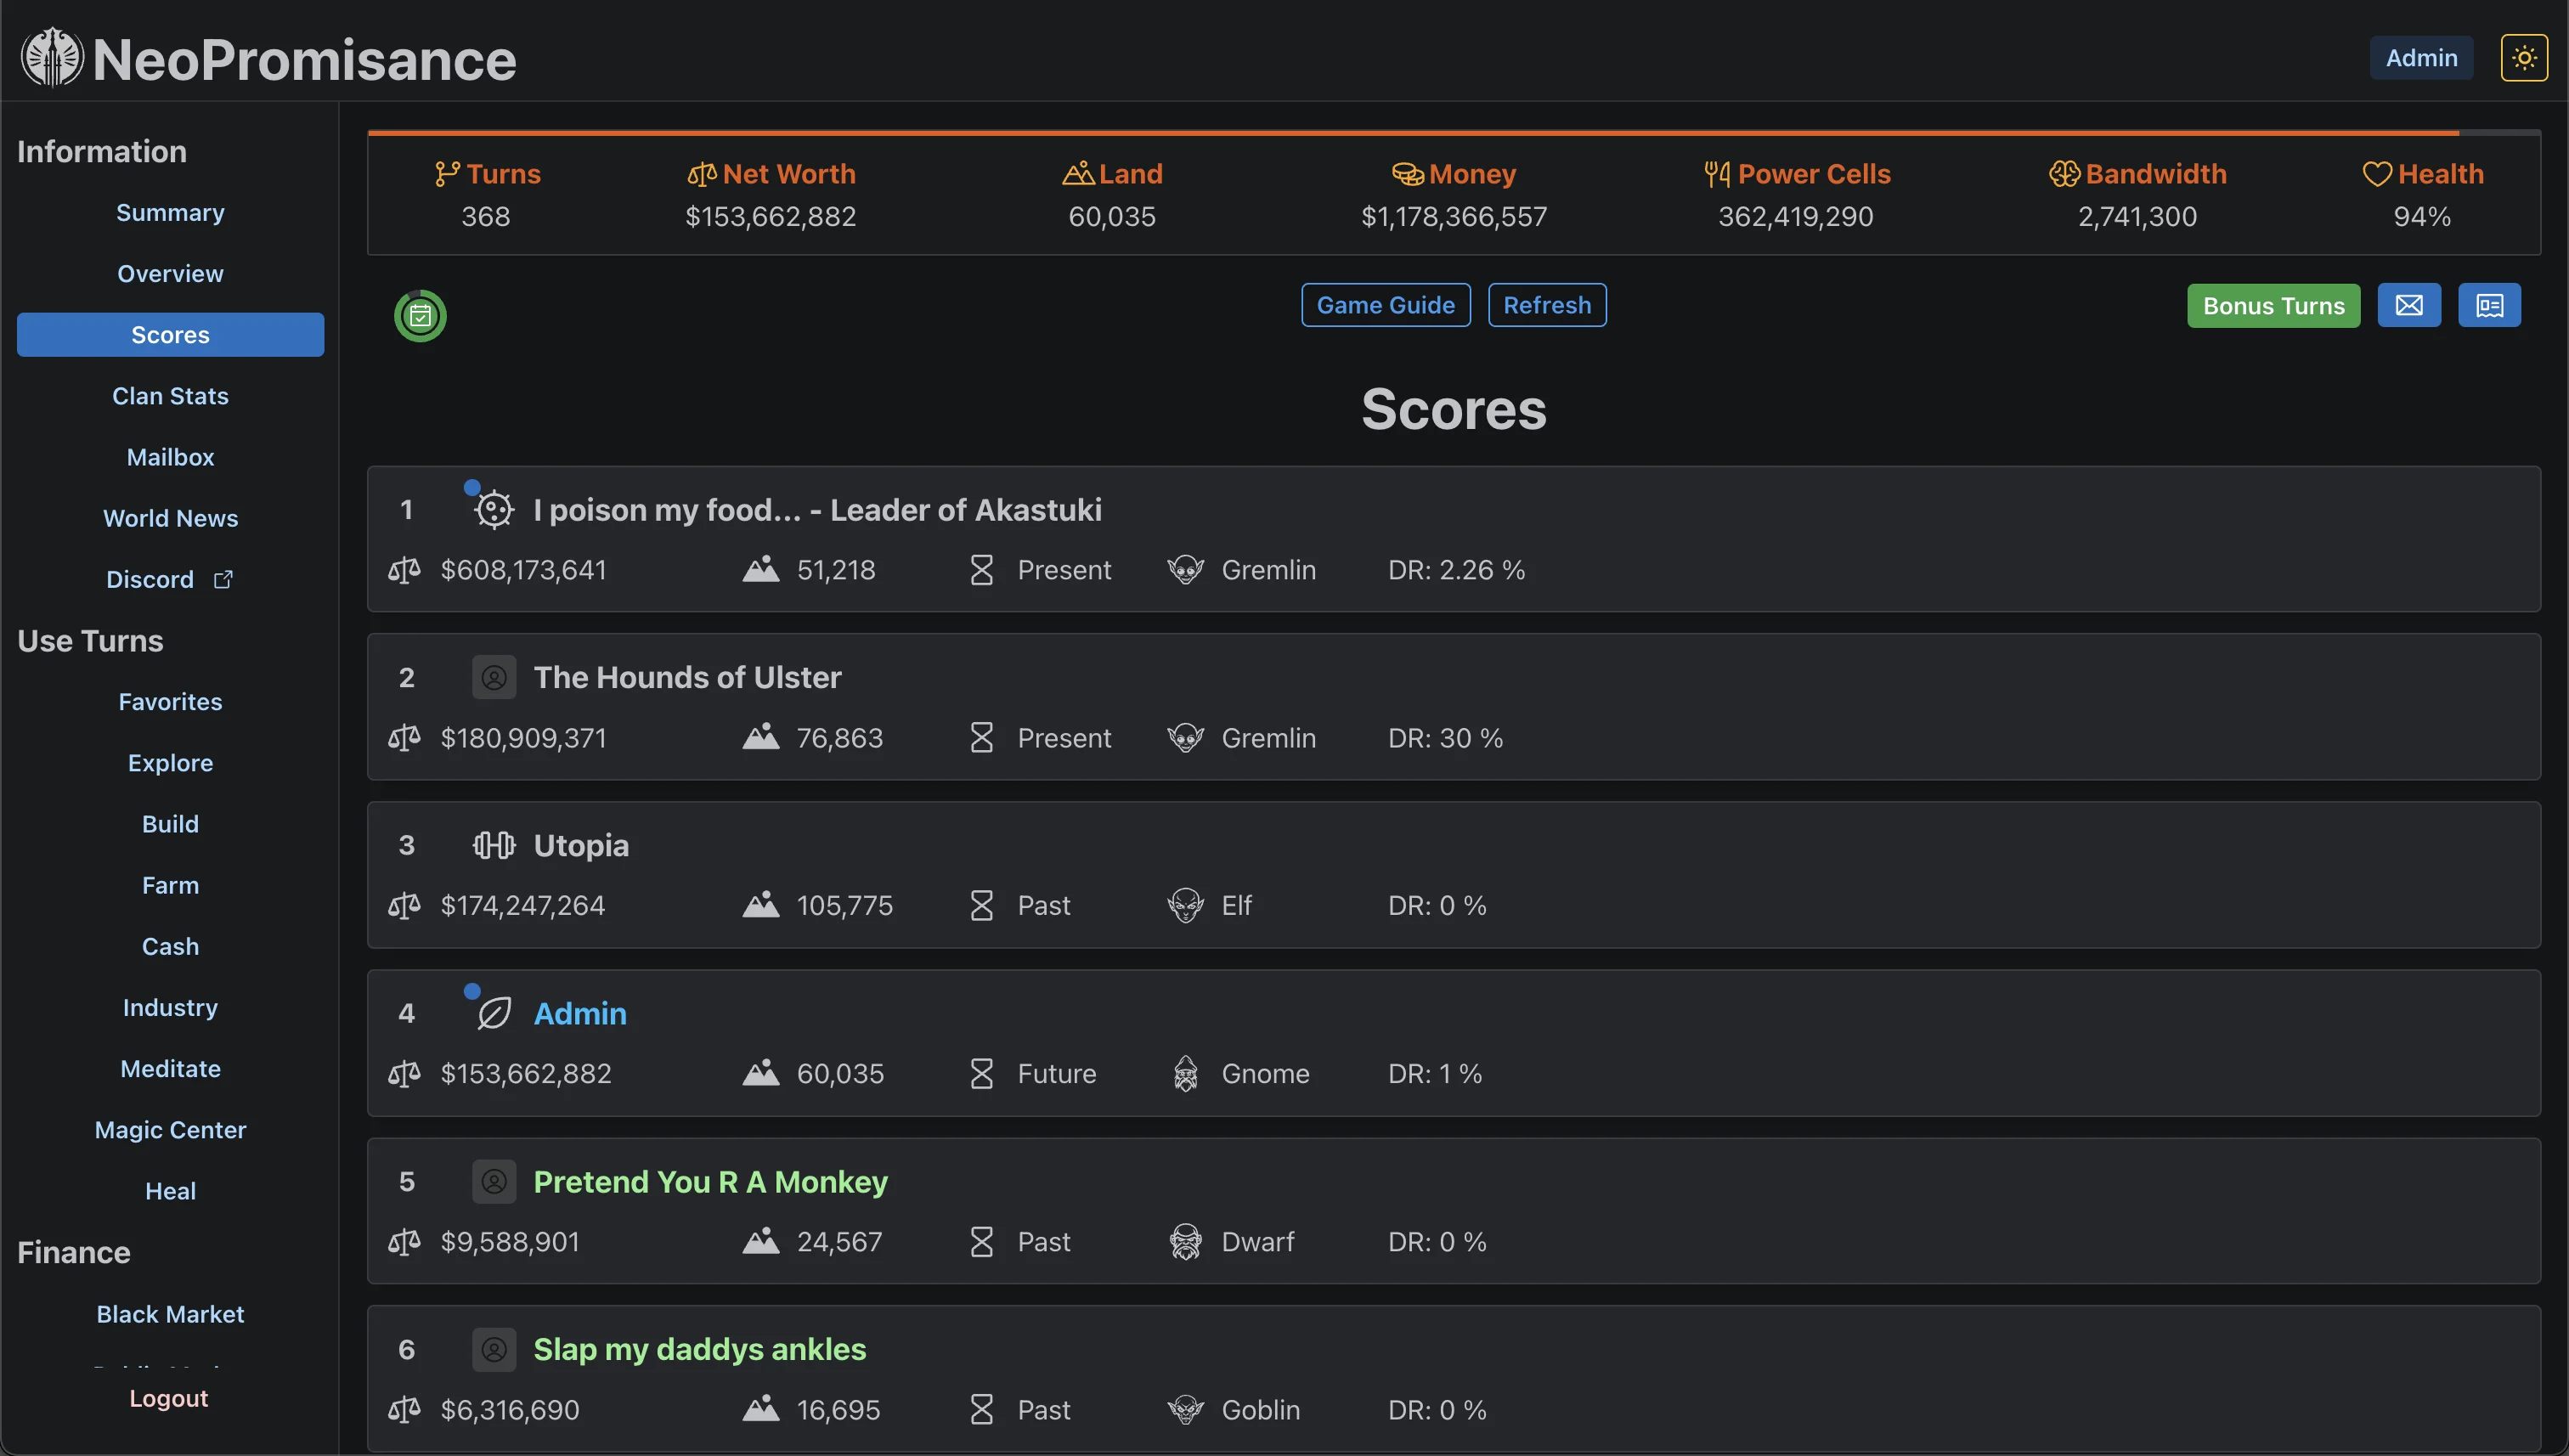 NeoPromisance
Admin
Information
Summary
Overview
Scores
Clan Stats
Mailbox
World News
Discord
Use Turns
Favorites
Explore
Build
Farm
Cash
Industry
Meditate
Magic Center
Heal
Finance
Black Market
Logout
Turns Net Worth Land Money Power Cells Bandwidth Health
368 $153,662,882 60,035 $1,178,366,557 362,419,290 2,741,300 94%
Game Guide Refresh Bonus Turns
Scores
1 I poison my food... - Leader of Akastuki
$608,173,641 51,218 Present Gremlin DR: 2.26 %
2 The Hounds of Ulster
$180,909,371 76,863 Present Gremlin DR: 30 %
3 Utopia
$174,247,264 105,775 Past Elf DR: 0 %
4 Admin
$153,662,882 60,035 Future Gnome DR: 1 %
5 Pretend You R A Monkey
$9,588,901 24,567 Past Dwarf DR: 0 %
6 Slap my daddys ankles
$6,316,690 16,695 Past Goblin DR: 0 %